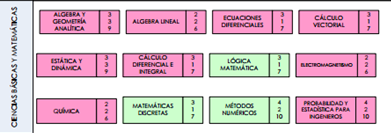 CIENCIAS BÁSICAS Y MATEMÁTICAS
ALGEBRA Y GEOMETRÍA ANALÍTICA 3 3 9
ALGEBRA LINEAL 2 2 6
ECUACIONES DIFERENCIALES 3 1 7
CÁLCULO VECTORIAL 3 1 7
ESTÁTICA Y DINÁMICA 3 3 9
CÁLCULO DIFERENCIAL E INTEGRAL 3 1 7
LÓGICA MATEMÁTICA 3 1 7
ELECTROMAGNETISMO 2 2 6
QUÍMICA 2 2 6
MATEMÁTICAS DISCRETAS 3 1 7
MÉTODOS NUMÉRICOS 4 2 10
PROBABILIDAD Y ESTADÍSTICA PARA INGENIEROS 4 2 10